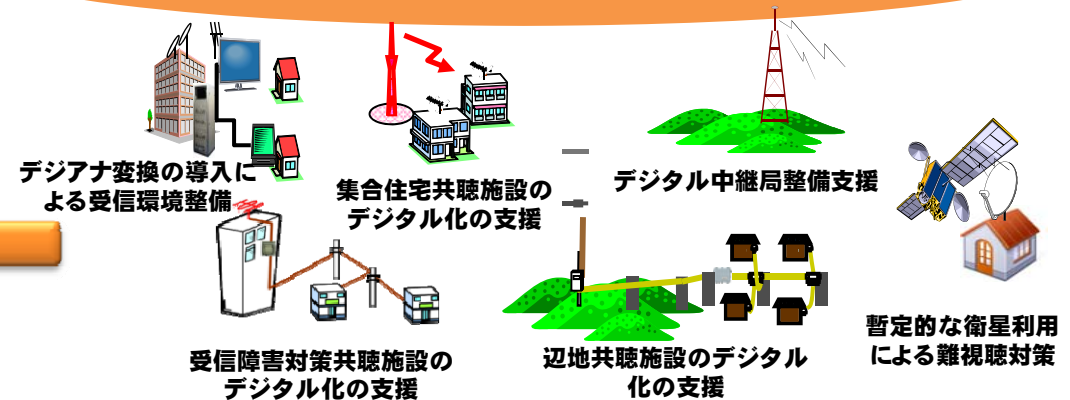 デジアナ変換の導入に
よる受信環境整備
集合住宅共聴施設の
デジタル化の支援
デジタル中継局整備支援
受信障害対策共聴施設の
デジタル化の支援
辺地共聴施設のデジタル
化の支援
暫定的な衛星利用
による難視聴対策